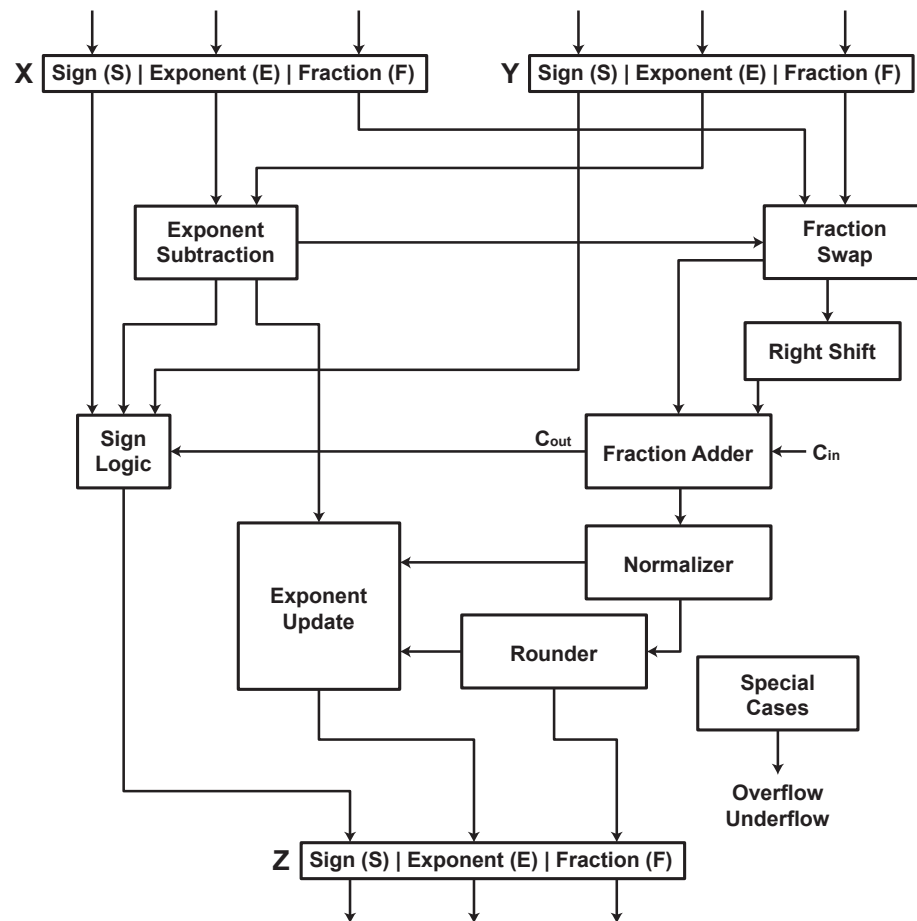 X Sign (S) | Exponent (E) | Fraction (F)
Y Sign (S) | Exponent (E) | Fraction (F)
Exponent
Subtraction
Fraction
Swap
Right Shift
Sign
Logic
Cout
Fraction Adder
Cin
Normalizer
Exponent
Update
Rounder
Special
Cases
Overflow
Underflow
Z Sign (S) | Exponent (E) | Fraction (F)